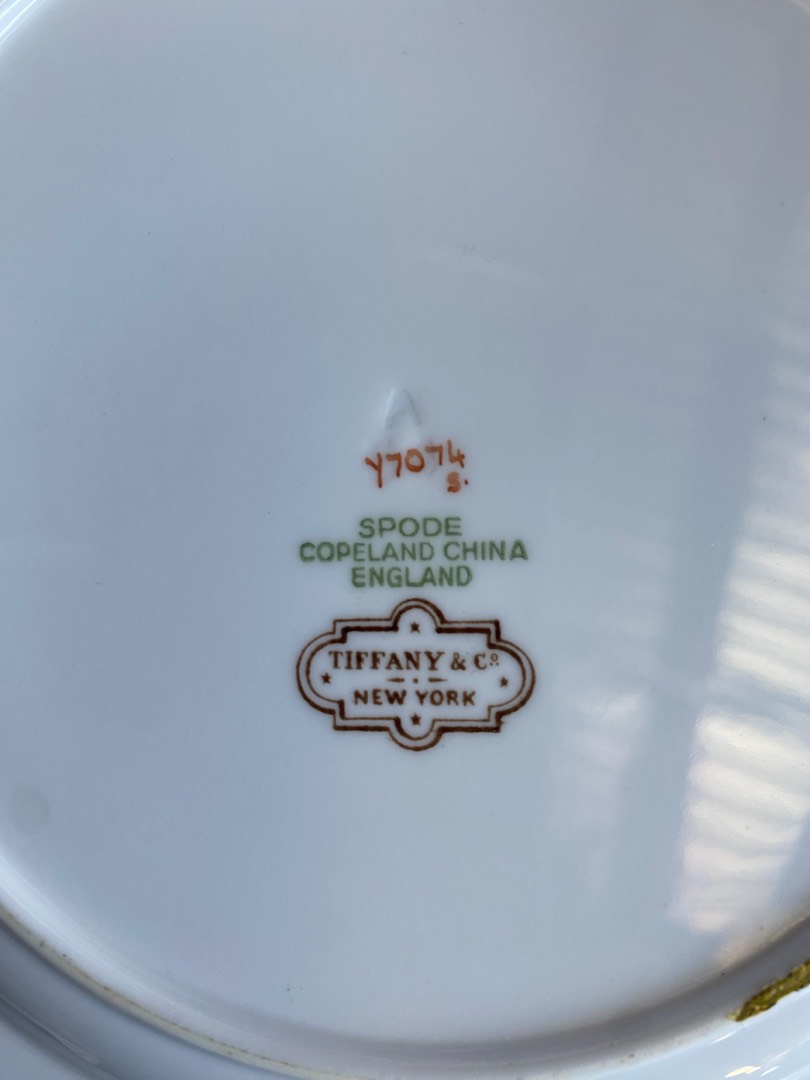 A
Y7074
S.
SPODE
COPELAND CHINA
ENGLAND
TIFFANY & Cº
NEW YORK